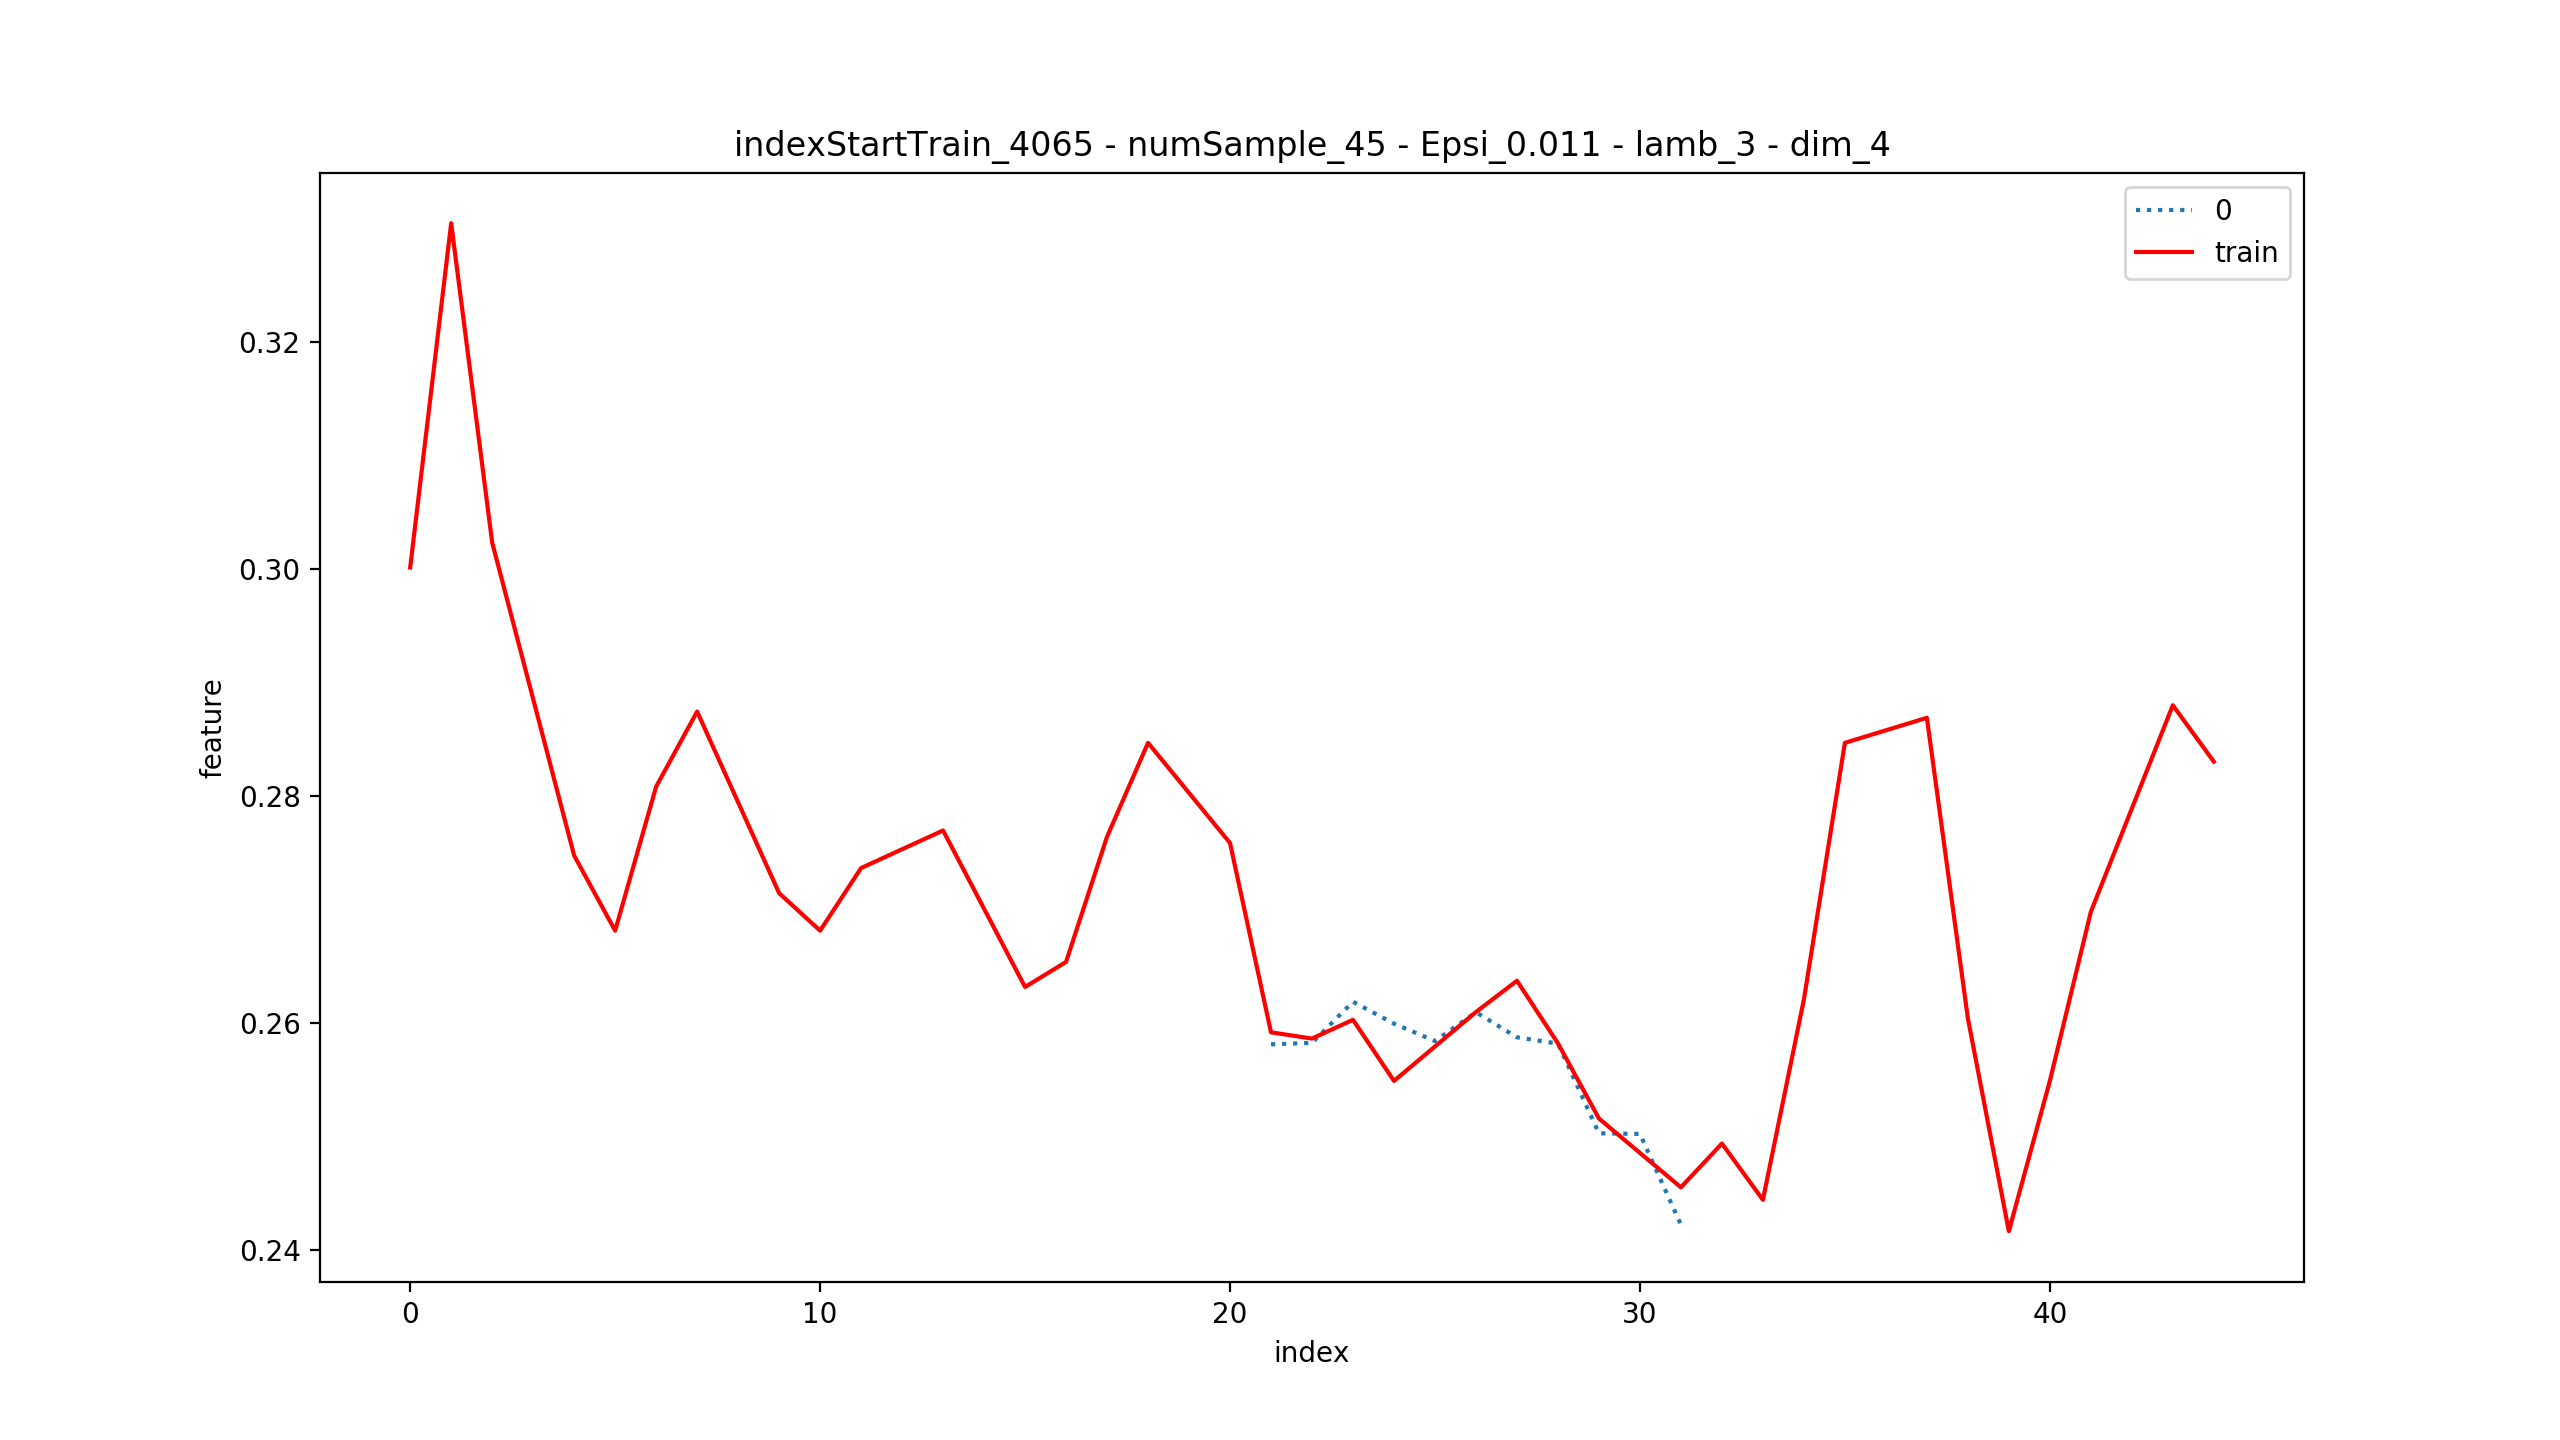 indexStartTrain_4065 - numSample_45 - Epsi_0.011 - lamb_3 - dim_4
0
train
0.32
0.30
0.28
0.26
0.24
feature
0 10 20 30 40
index